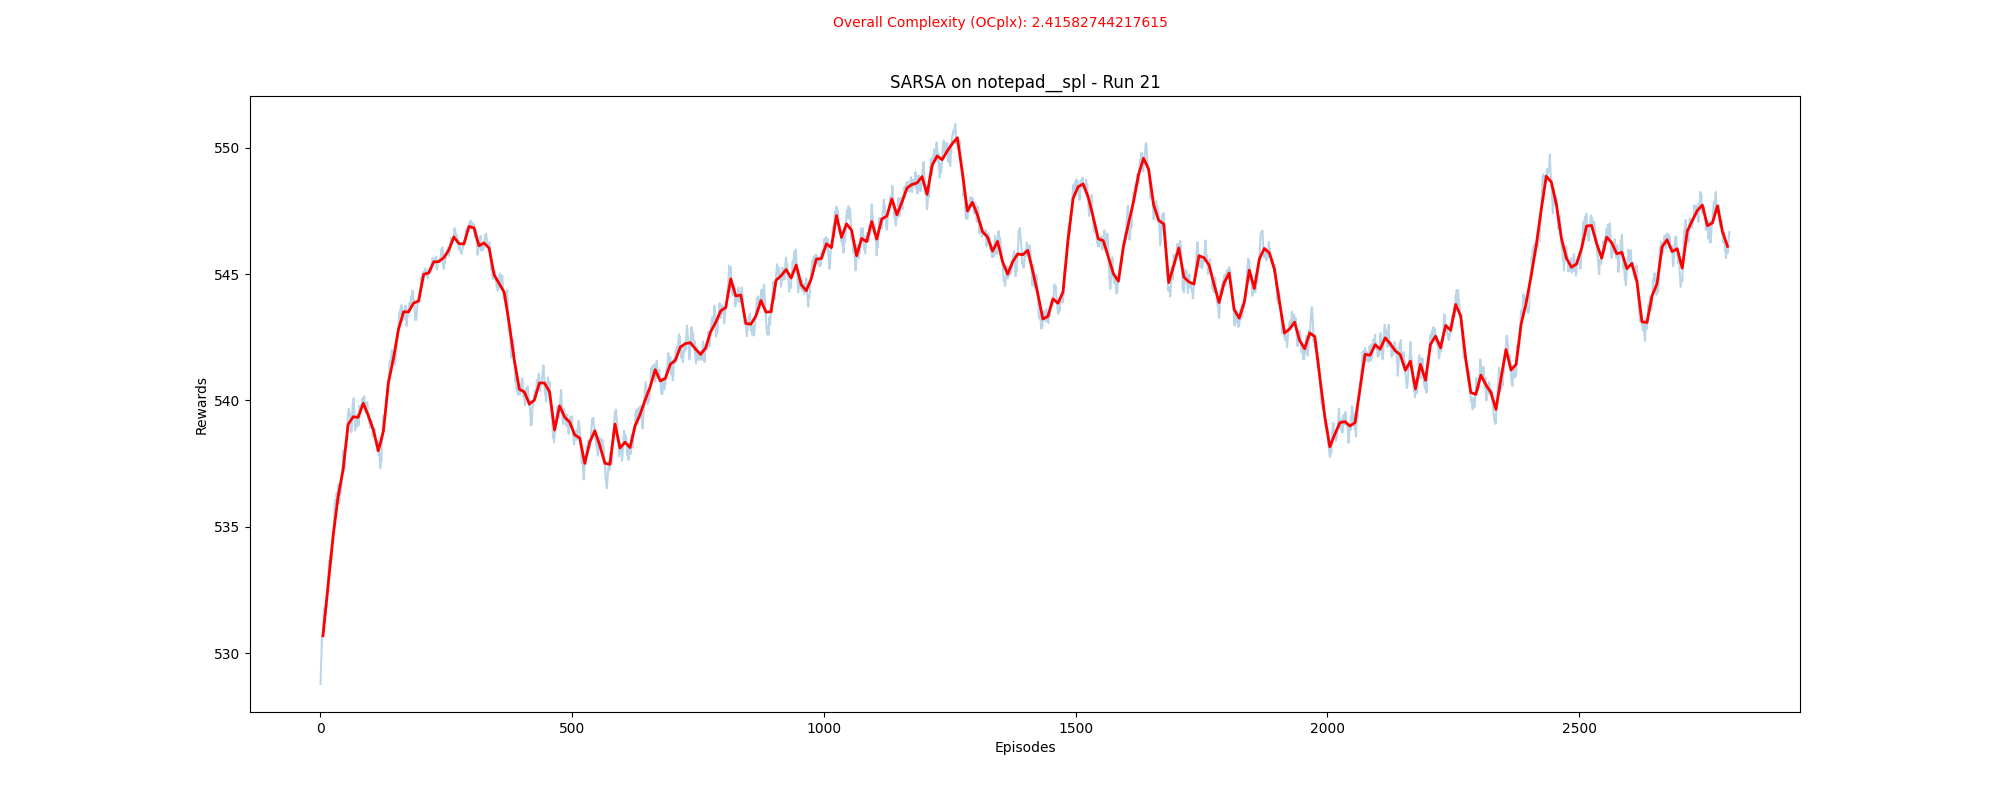 Overall Complexity (OCplx): 2.41582744217615
SARSA on notepad__spl - Run 21
Rewards
550
545
540
535
530
0 500 1000 1500 2000 2500
Episodes